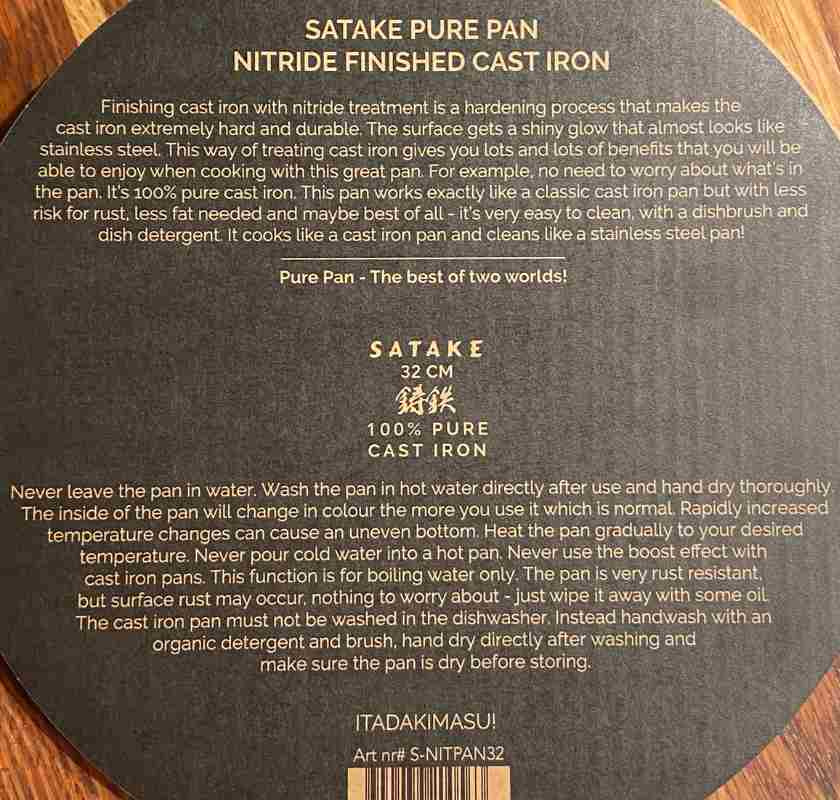 SATAKE PURE PAN
NITRIDE FINISHED CAST IRON
Finishing cast iron with nitride treatment is a hardening process that makes the
cast iron extremely hard and durable. The surface gets a shiny glow that almost looks like
stainless steel. This way of treating cast iron gives you lots and lots of benefits that you will be
able to enjoy when cooking with this great pan. For example, no need to worry about what's in
the pan. It's 100% pure cast iron. This pan works exactly like a classic cast iron pan but with less
risk for rust, less fat needed and maybe best of all - it's very easy to clean, with a dishbrush and
dish detergent. It cooks like a cast iron pan and cleans like a stainless steel pan!
Pure Pan - The best of two worlds!
SATAKE
32 CM
鋳鉄
100% PURE
CAST IRON
Never leave the pan in water. Wash the pan in hot water directly after use and hand dry thoroughly.
The inside of the pan will change in colour the more you use it which is normal. Rapidly increased
temperature changes can cause an uneven bottom. Heat the pan gradually to your desired
temperature. Never pour cold water into a hot pan. Never use the boost effect with
cast iron pans. This function is for boiling water only. The pan is very rust resistant,
but surface rust may occur, nothing to worry about - just wipe it away with some oil.
The cast iron pan must not be washed in the dishwasher. Instead handwash with an
organic detergent and brush, hand dry directly after washing and
make sure the pan is dry before storing.
ITADAKIMASU!
Art nr# S-NITPAN32